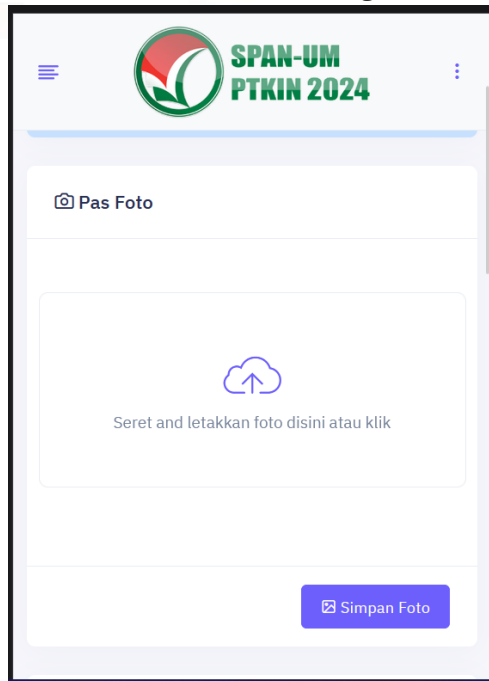 SPAN-UM
PTKIN 2024
Pas Foto
Seret and letakkan foto disini atau klik
Simpan Foto